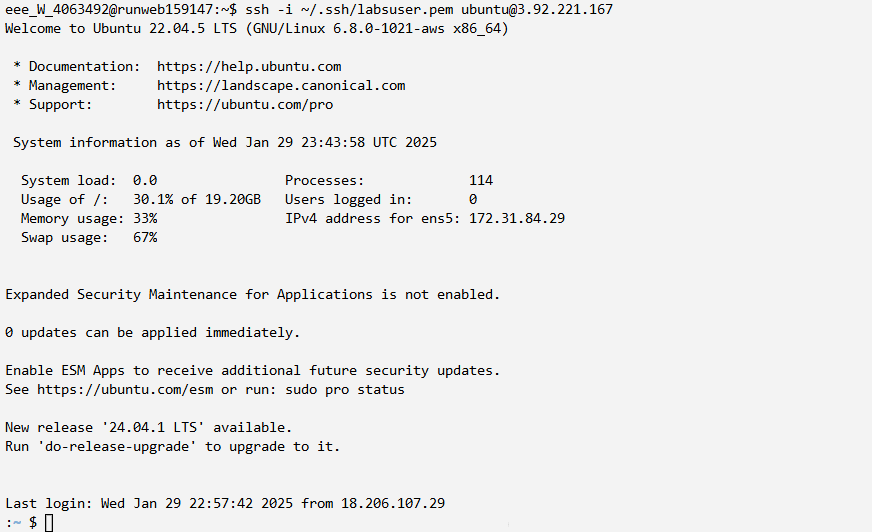 eee_W_4063492@runweb159147:~$ ssh -i ~/.ssh/labsuser.pem ubuntu@3.92.221.167
Welcome to Ubuntu 22.04.5 LTS (GNU/Linux 6.8.0-1021-aws x86_64)

 * Documentation:  https://help.ubuntu.com
 * Management:     https://landscape.canonical.com
 * Support:        https://ubuntu.com/pro

 System information as of Wed Jan 29 23:43:58 UTC 2025

  System load:  0.0                Processes:             114
  Usage of /:   30.1% of 19.20GB   Users logged in:       0
  Memory usage: 33%                IPv4 address for ens5: 172.31.84.29
  Swap usage:   67%


Expanded Security Maintenance for Applications is not enabled.

0 updates can be applied immediately.

Enable ESM Apps to receive additional future security updates.
See https://ubuntu.com/esm or run: sudo pro status

New release '24.04.1 LTS' available.
Run 'do-release-upgrade' to upgrade to it.


Last login: Wed Jan 29 22:57:42 2025 from 18.206.107.29
:~ $